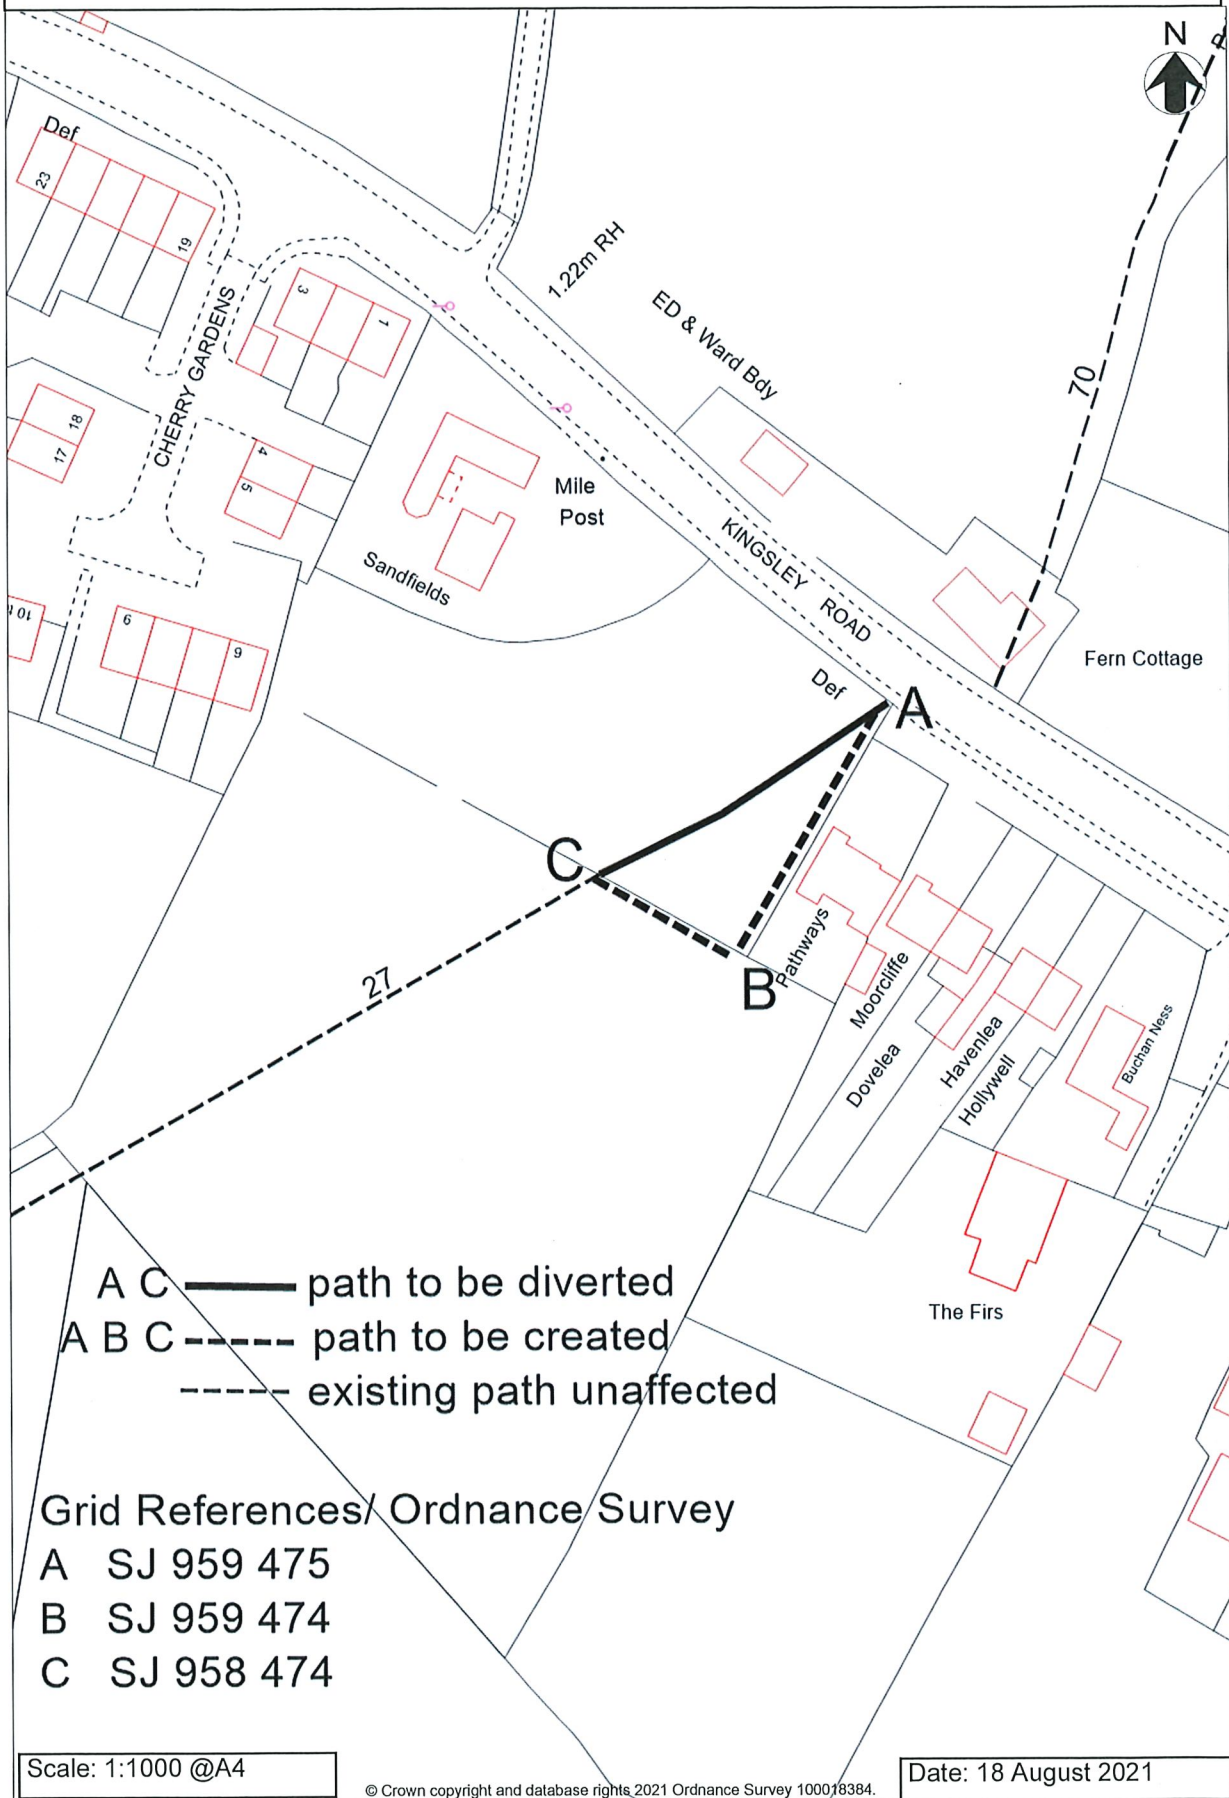 N
Def
23
19
1.22m RH
ED & Ward Bdy
3
1
CHERRY GARDENS
70
18
17
4
5
Mile
Post
KINGSLEY ROAD
Sandfields
10
6
9
Fern Cottage
Def
A
C
B
27
Pathways
Moorcliffe
Dovelea
Havenlea
Hollywell
Buchan Ness
The Firs
A C path to be diverted
A B C path to be created
existing path unaffected
Grid References/ Ordnance Survey
A SJ 959 475
B SJ 959 474
C SJ 958 474
Scale: 1:1000 @A4
© Crown copyright and database rights 2021 Ordnance Survey 100018384.
Date: 18 August 2021